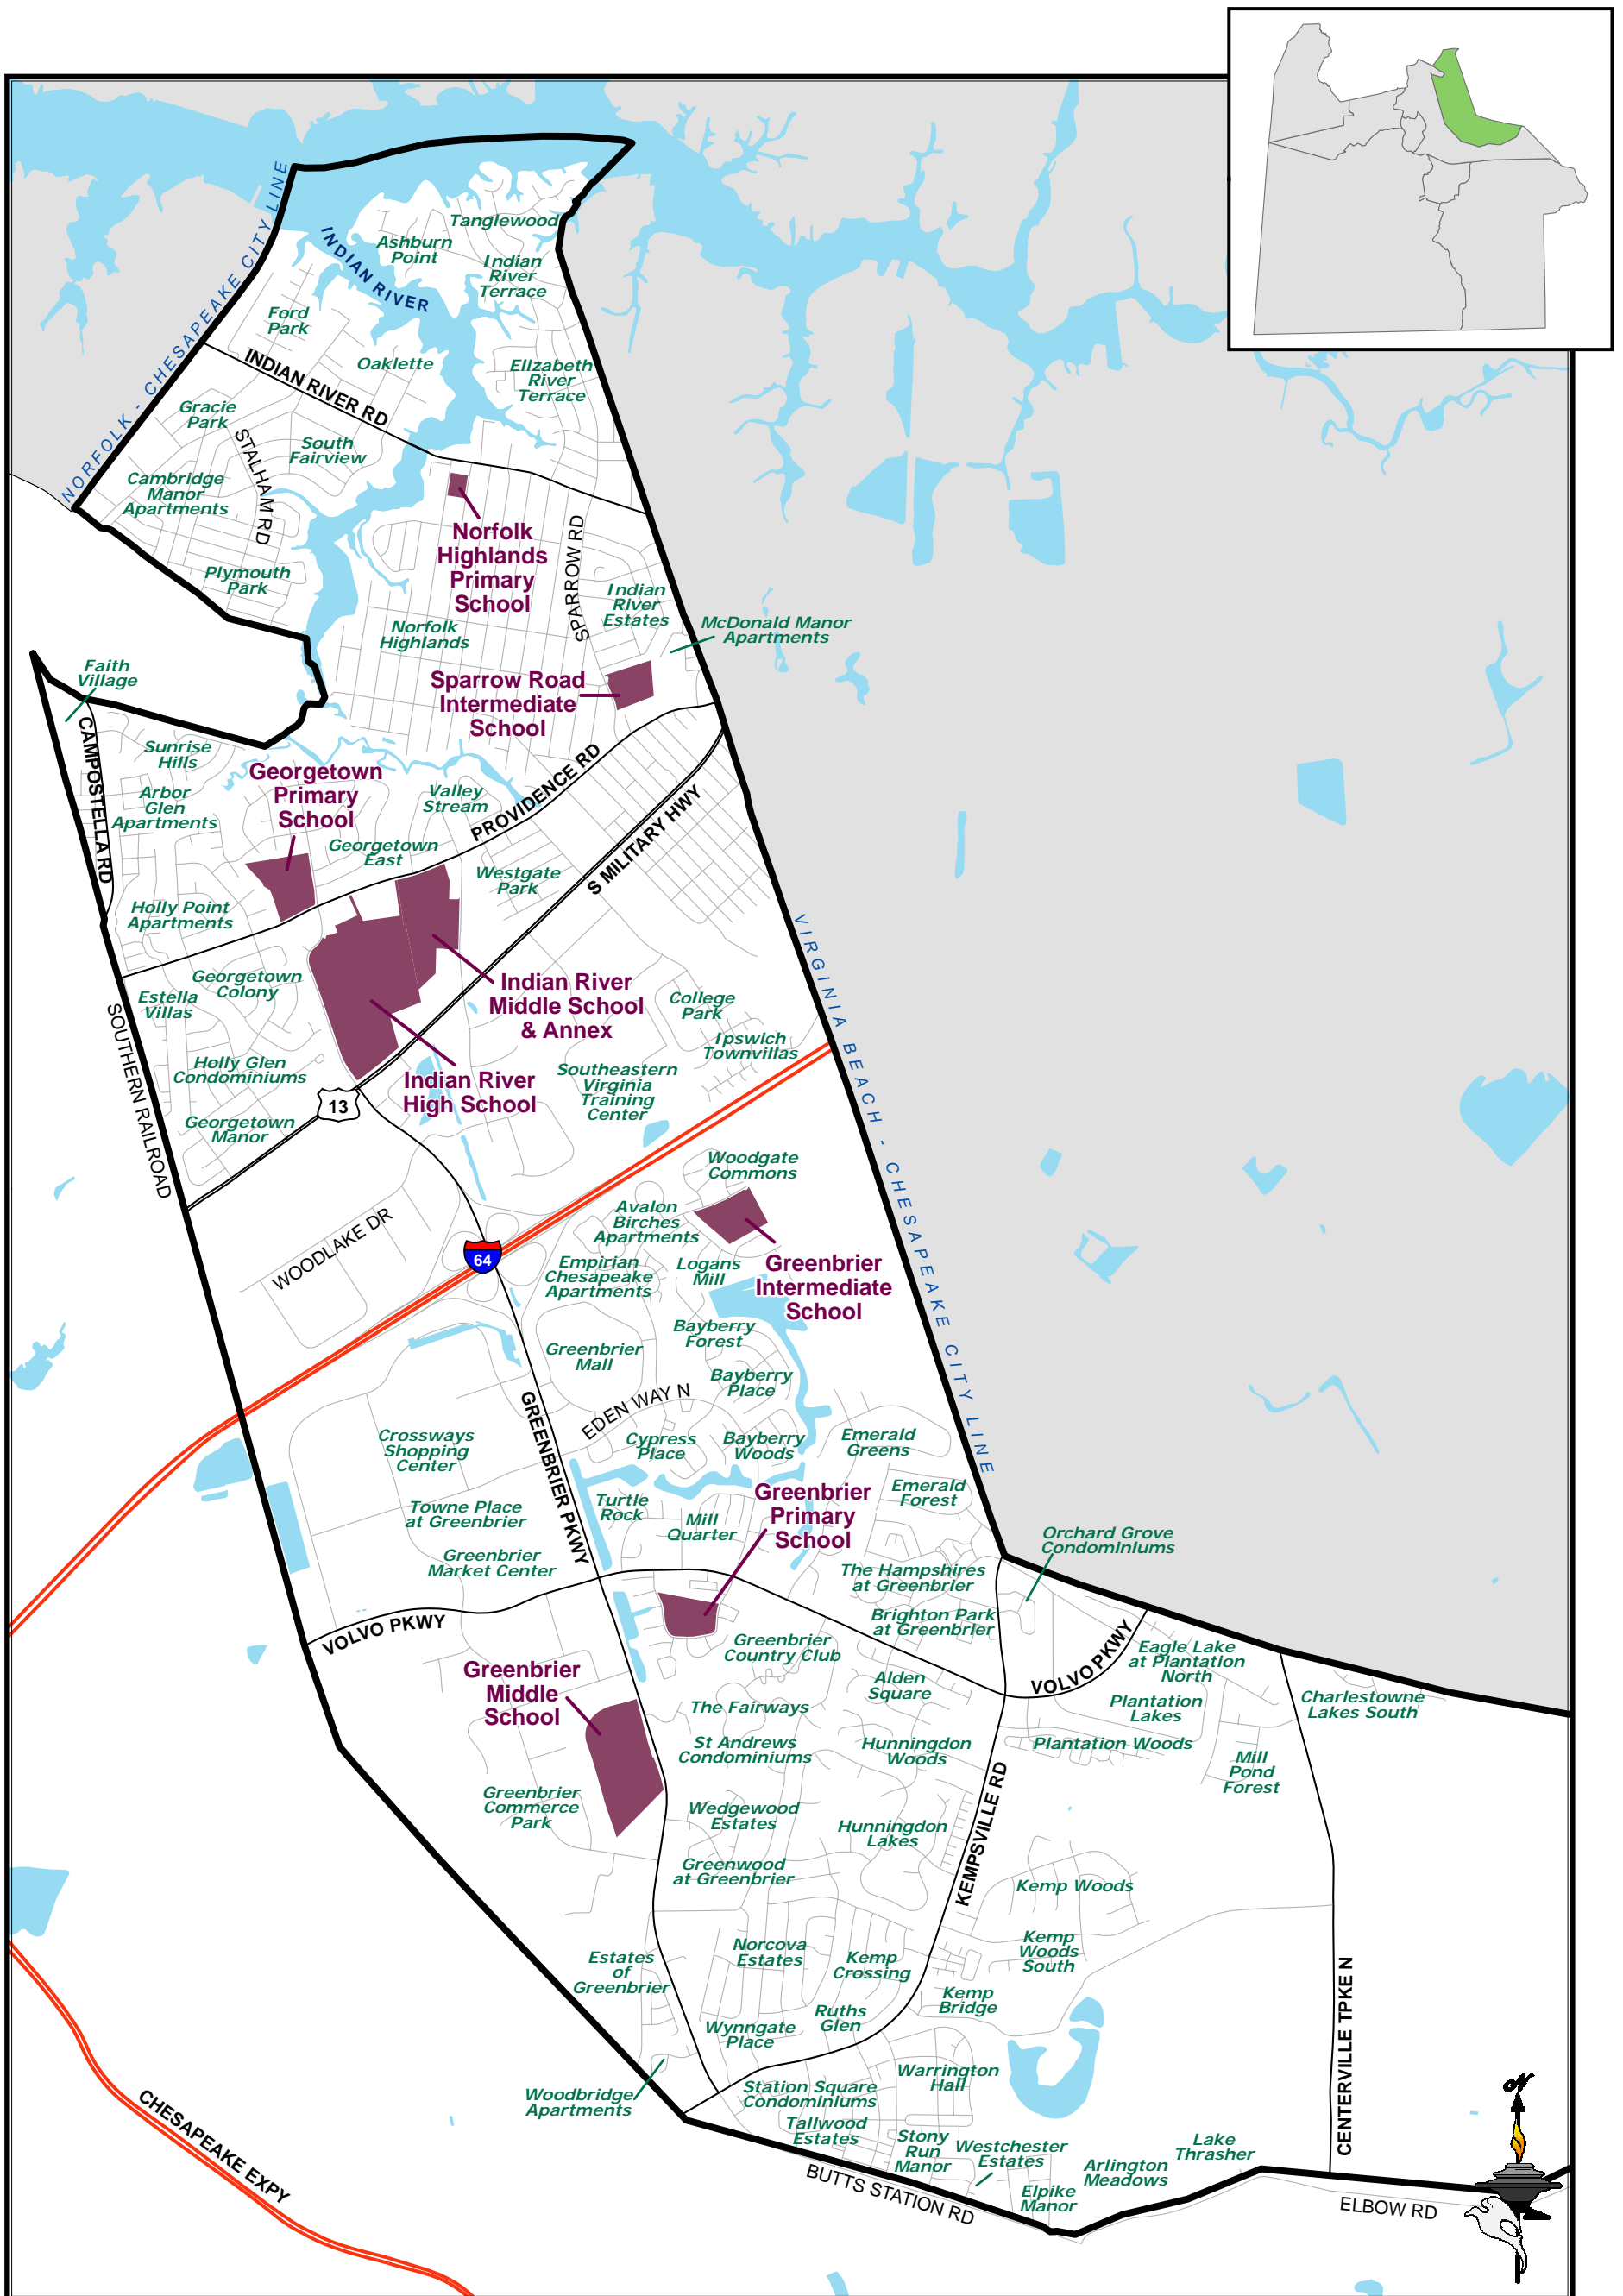 NORFOLK - CHESAPEAKE CITY LINE
INDIAN RIVER
Tanglewood
Ashburn
Point
Indian
River
Terrace
Ford
Park
Oaklette
Elizabeth
River
Terrace
INDIAN RIVER RD
Gracie
Park
STALHAM RD
South
Fairview
Cambridge
Manor
Apartments
Plymouth
Park
Norfolk
Highlands
Primary
School
SPARROW RD
Indian
River
Estates
McDonald Manor
Apartments
Norfolk
Highlands
Faith
Village
Sparrow Road
Intermediate
School
CAMPOSTELLA RD
Sunrise
Hills
Georgetown
Primary
School
Arbor
Glen
Apartments
Valley
Stream
PROVIDENCE RD
S MILITARY HWY
Georgetown
East
Westgate
Park
Holly Point
Apartments
VIRGINIA BEACH - CHESAPEAKE CITY LINE
Georgetown
Colony
Estella
Villas
Indian River
Middle School
& Annex
College
Park
Ipswich
Townvillas
SOUTHERN RAILROAD
Holly Glen
Condominiums
Indian River
High School
Southeastern
Virginia
Training
Center
13
Georgetown
Manor
Woodgate
Commons
WOODLAKE DR
Avalon
Birches
Apartments
64
Empirian
Chesapeake
Apartments
Logans
Mill
Greenbrier
Intermediate
School
Bayberry
Forest
Greenbrier
Mall
Bayberry
Place
GREENBRIER PKWY
EDEN WAY N
Crossways
Shopping
Center
Cypress
Place
Bayberry
Woods
Emerald
Greens
Emerald
Forest
Towne Place
at Greenbrier
Turtle
Rock
Mill
Quarter
Greenbrier
Primary
School
Orchard Grove
Condominiums
Greenbrier
Market Center
The Hampshires
at Greenbrier
VOLVO PKWY
Brighton Park
at Greenbrier
Greenbrier
Country Club
VOLVO PKWY
Eagle Lake
at Plantation
North
Greenbrier
Middle
School
Alden
Square
The Fairways
Plantation
Lakes
Charlestowne
Lakes South
St Andrews
Condominiums
Hunningdon
Woods
Plantation Woods
Mill
Pond
Forest
Greenbrier
Commerce
Park
Wedgewood
Estates
Hunningdon
Lakes
KEMPSVILLE RD
Greenwood
at Greenbrier
Kemp Woods
Estates
of
Greenbrier
Norcova
Estates
Kemp
Crossing
Kemp
Woods
South
Kemp
Bridge
CENTERVILLE TPKE N
Ruths
Glen
Wynngate
Place
Warrington
Hall
Woodbridge
Apartments
Station Square
Condominiums
Tallwood
Estates
Stony
Run
Manor
Westchester
Estates
Lake
Thrasher
Arlington
Meadows
Elpike
Manor
BUTTS STATION RD
ELBOW RD
CHESAPEAKE EXPY
N